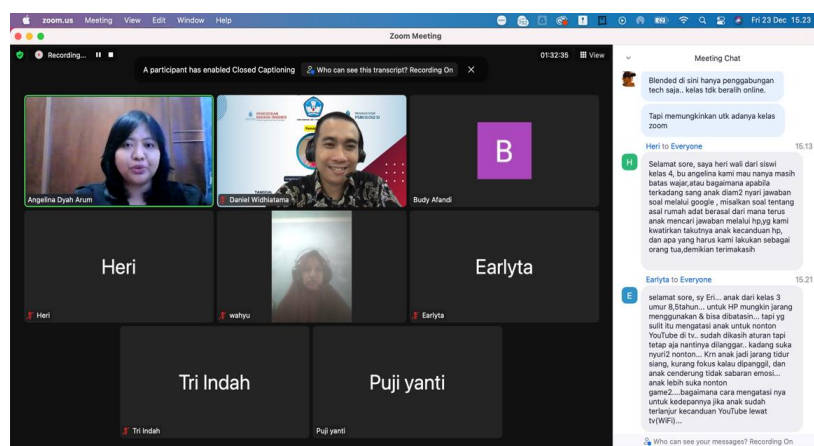 zoom.us Meeting View Edit Window Help
Fri 23 Dec 15.23
Zoom Meeting
Recording...
01:32:35
View
A participant has enabled Closed Captioning
Who can see this transcript? Recording On
Angelina Dyah Arum
PENDIDIKAN
BAHASA INGGRIS
PSIKOLOGI S1
Daniel Widhiatama
B
Budy Afandi
Heri
Heri
wahyu
Earlyta
Earlyta
Tri Indah
Tri Indah
Puji yanti
Puji yanti
Meeting Chat
Blended di sini hanya penggabungan
tech saja.. kelas tdk beralih online.
Tapi memungkinkan utk adanya kelas
zoom
Heri to Everyone
15.13
H
Selamat sore, saya heri wali dari siswi
kelas 4, bu angelina kami mau nanya masih
batas wajar,atau bagaimana apabila
terkadang sang anak diam2 nyari jawaban
soal melalui google , misalkan soal tentang
asal rumah adat berasal dari mana terus
anak mencari jawaban melalui hp,yg kami
kwatirkan takutnya anak kecanduan hp,
dan apa yang harus kami lakukan sebagai
orang tua,demikian terimakasih
Earlyta to Everyone
15.21
E
selamat sore, sy Eri... anak dari kelas 3
umur 8,5tahun... untuk HP mungkin jarang
menggunakan & bisa dibatasin... tapi yg
sulit itu mengatasi anak untuk nonton
YouTube di tv.. sudah dikasih aturan tapi
tetap aja nantinya dilanggar.. kadang suka
nyuri2 nonton... Krn anak jadi jarang tidur
siang, kurang fokus kalau dipanggil, dan
anak cenderung tidak sabaran emosi...
anak lebih suka nonton
game2....bagaimana cara mengatasi nya
untuk kedepannya jika anak sudah
terlanjur kecanduan YouTube lewat
tv(WiFi)...
Who can see your messages? Recording On